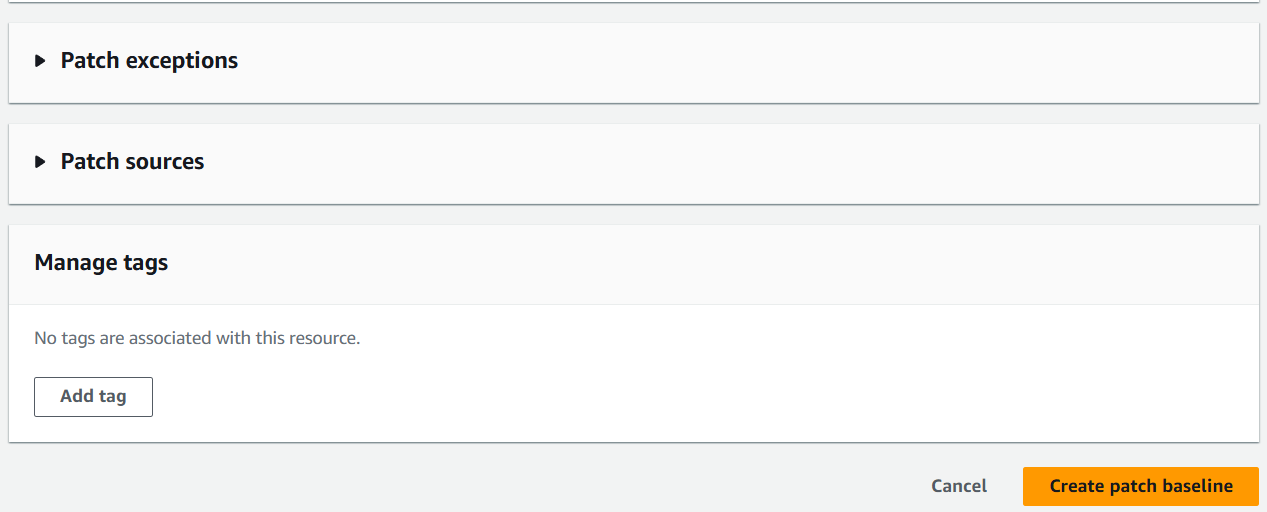 Patch exceptions
Patch sources
Manage tags
No tags are associated with this resource.
Add tag
Cancel
Create patch baseline